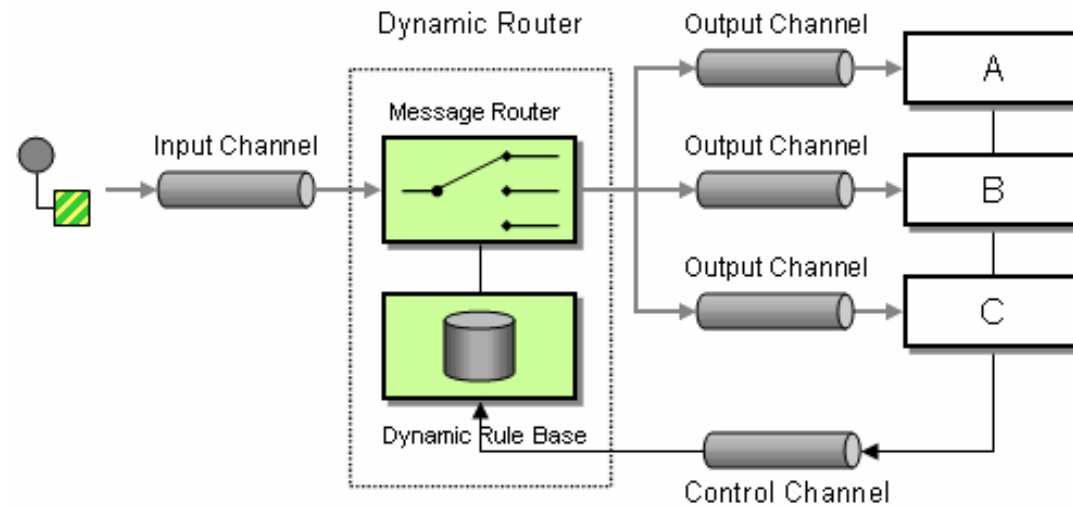 Dynamic Router
Output Channel
A
Message Router
Input Channel
Output Channel
B
Output Channel
C
Dynamic Rule Base
Control Channel